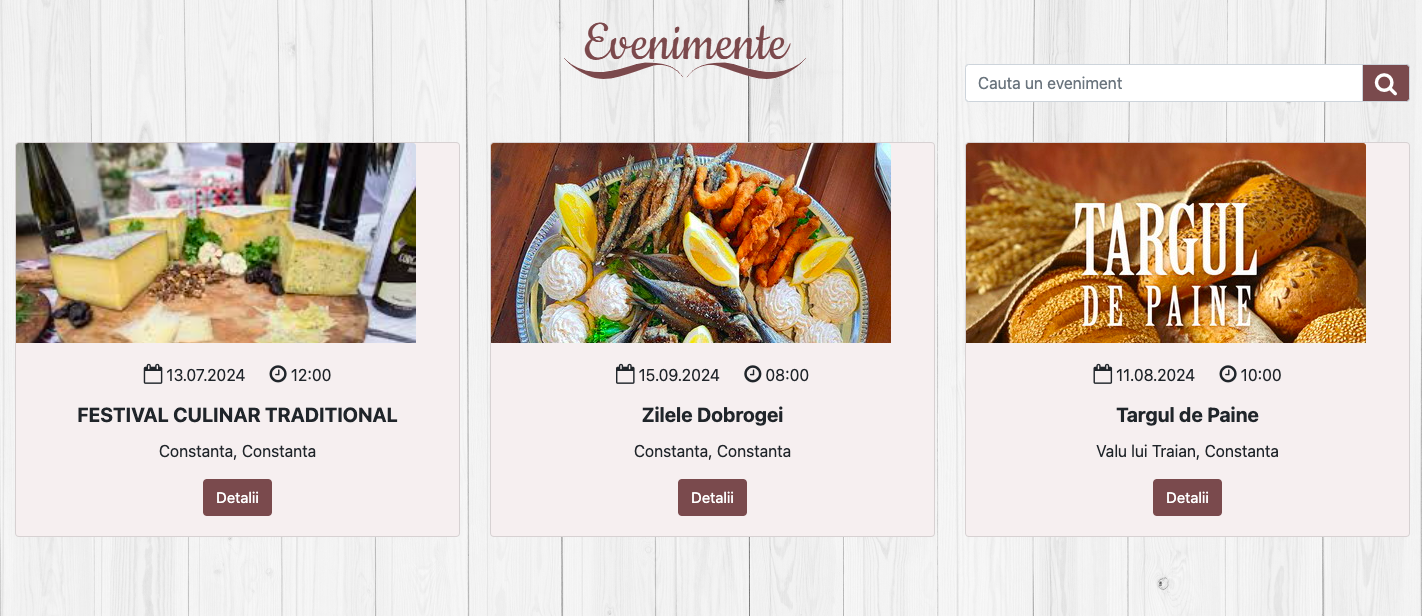 Evenimente
Cauta un eveniment
TARGUL
DE PAINE
13.07.2024 12:00
FESTIVAL CULINAR TRADITIONAL
Constanta, Constanta
Detalii
15.09.2024 08:00
Zilele Dobrogei
Constanta, Constanta
Detalii
11.08.2024 10:00
Targul de Paine
Valu lui Traian, Constanta
Detalii